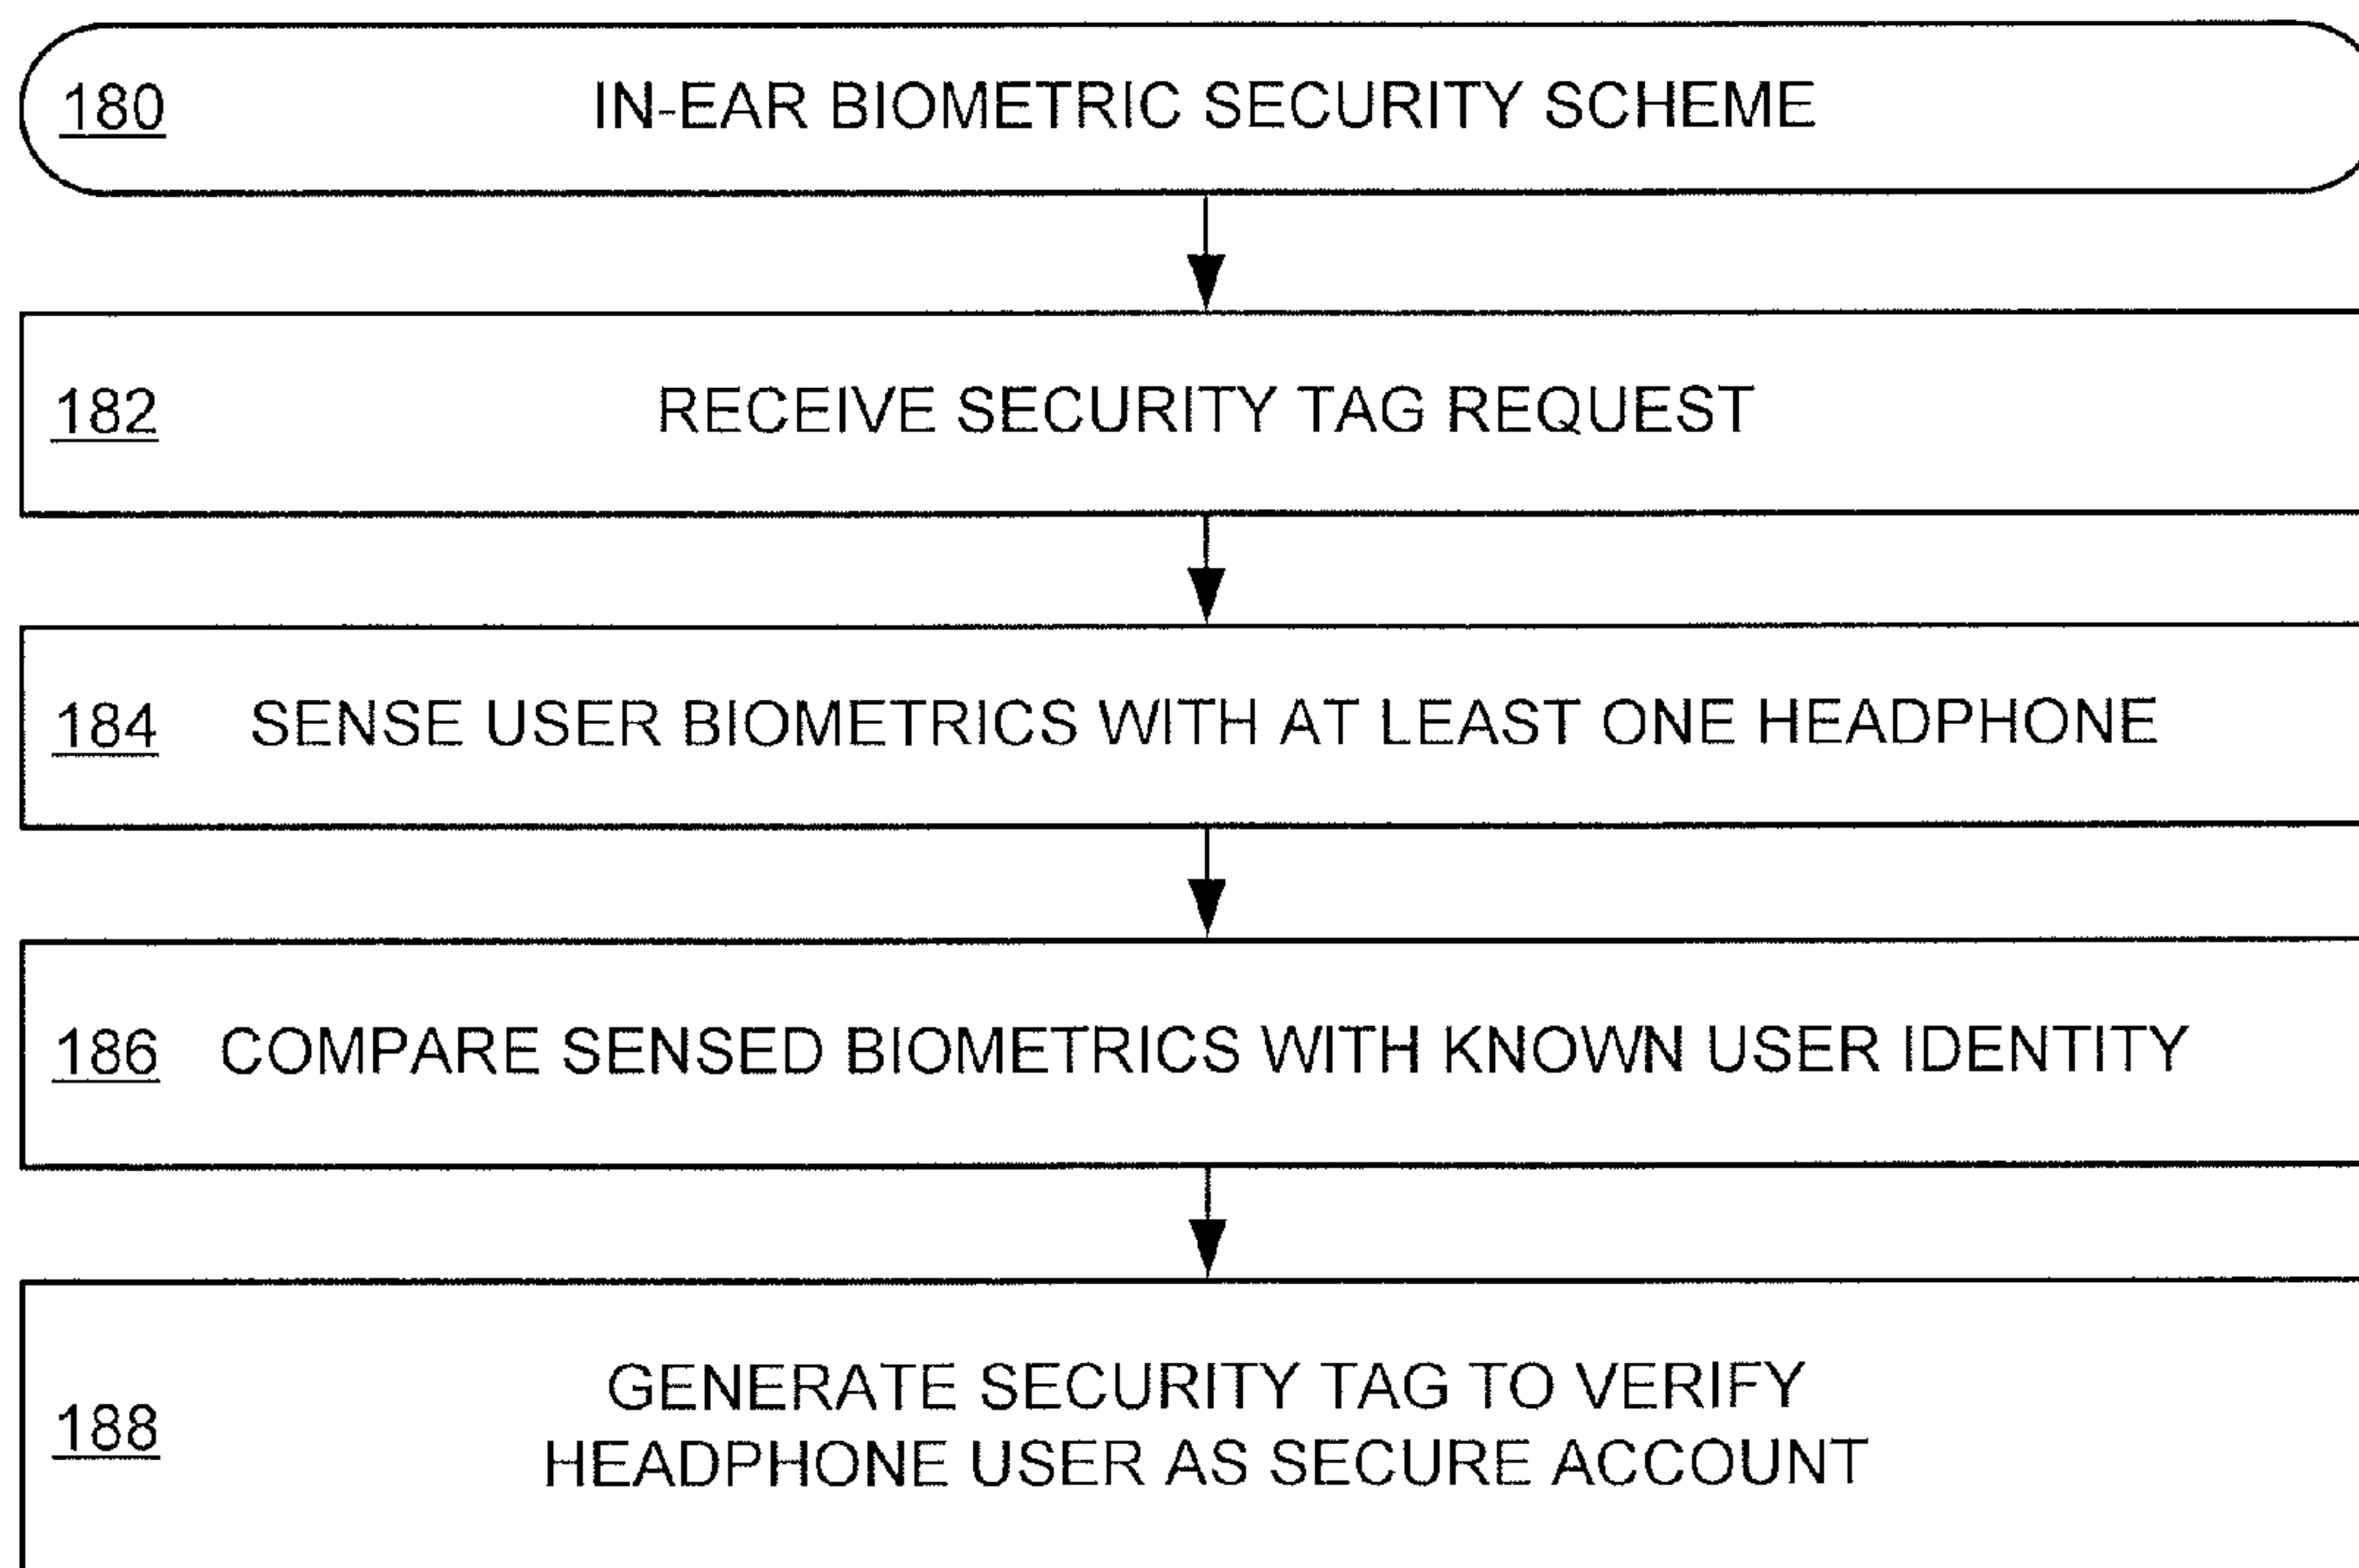 180 IN-EAR BIOMETRIC SECURITY SCHEME
182 RECEIVE SECURITY TAG REQUEST
184 SENSE USER BIOMETRICS WITH AT LEAST ONE HEADPHONE
186 COMPARE SENSED BIOMETRICS WITH KNOWN USER IDENTITY
188 GENERATE SECURITY TAG TO VERIFY
HEADPHONE USER AS SECURE ACCOUNT